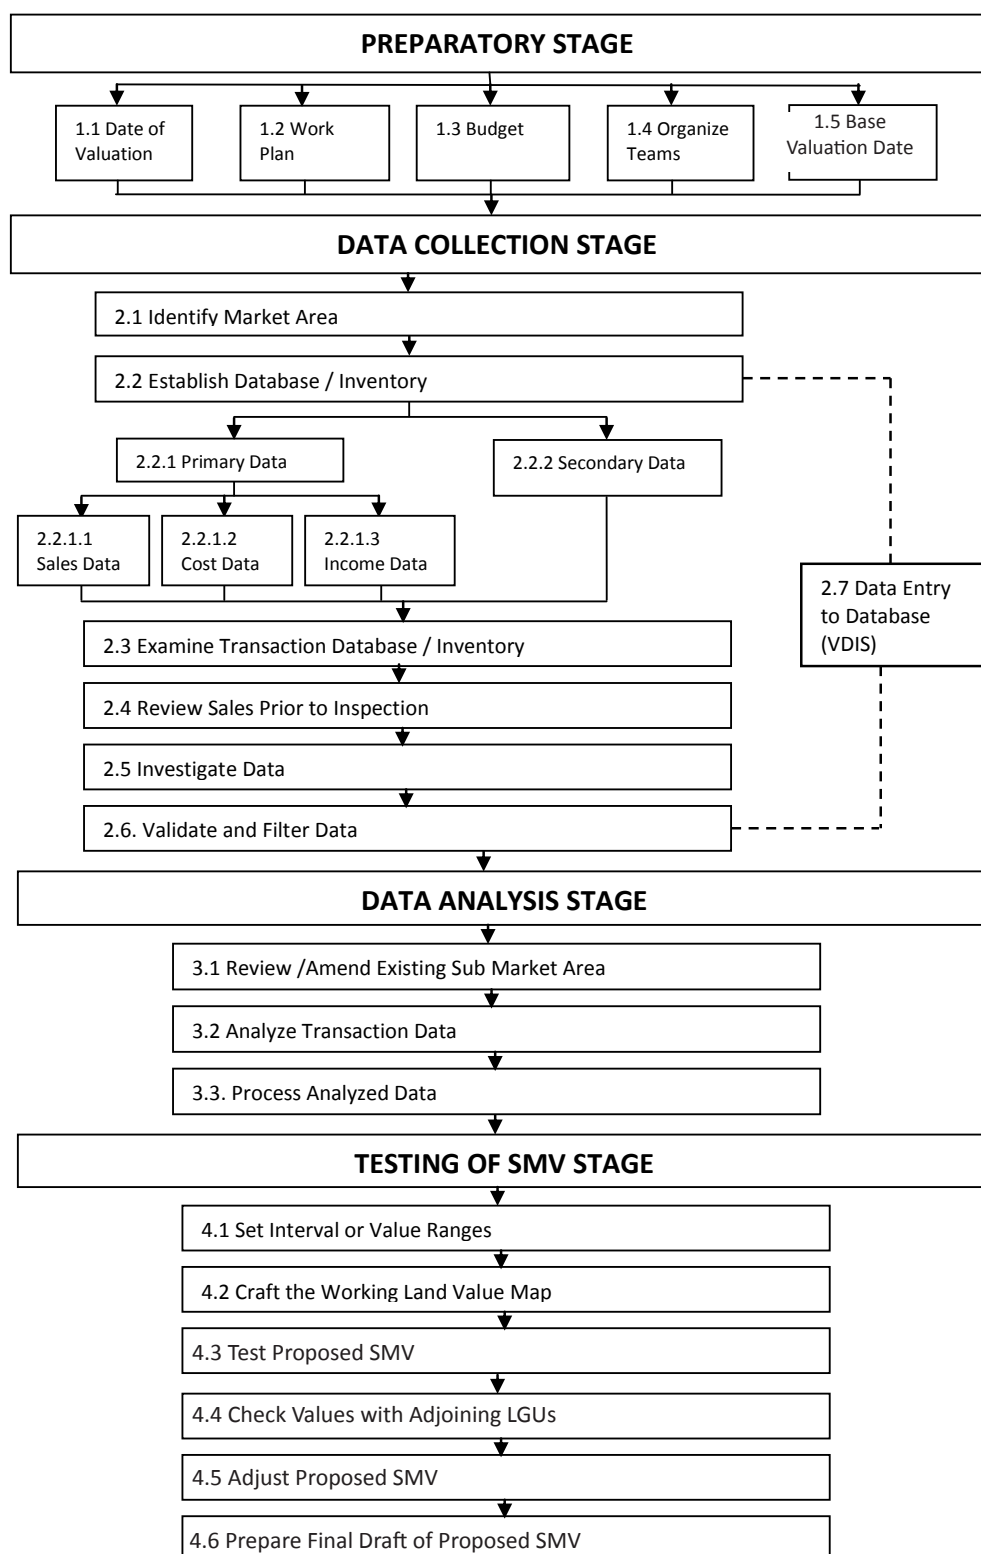 PREPARATORY STAGE
1.1 Date of
Valuation
1.2 Work
Plan
1.3 Budget
1.4 Organize
Teams
1.5 Base
Valuation Date
DATA COLLECTION STAGE
2.1 Identify Market Area
2.2 Establish Database / Inventory
2.2.1 Primary Data
2.2.2 Secondary Data
2.2.1.1
Sales Data
2.2.1.2
Cost Data
2.2.1.3
Income Data
2.7 Data Entry
to Database
(VDIS)
2.3 Examine Transaction Database / Inventory
2.4 Review Sales Prior to Inspection
2.5 Investigate Data
2.6. Validate and Filter Data
DATA ANALYSIS STAGE
3.1 Review /Amend Existing Sub Market Area
3.2 Analyze Transaction Data
3.3. Process Analyzed Data
TESTING OF SMV STAGE
4.1 Set Interval or Value Ranges
4.2 Craft the Working Land Value Map
4.3 Test Proposed SMV
4.4 Check Values with Adjoining LGUs
4.5 Adjust Proposed SMV
4.6 Prepare Final Draft of Proposed SMV